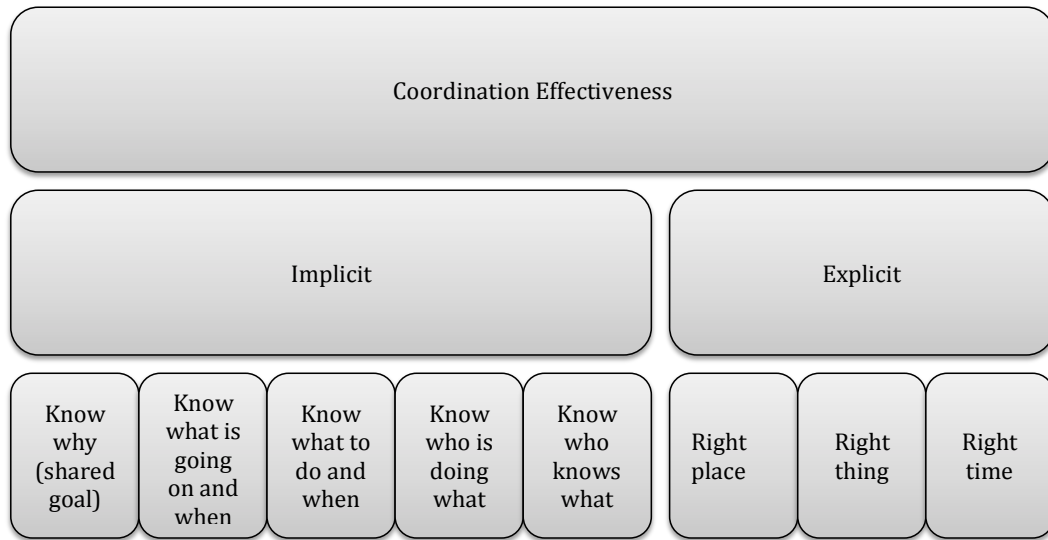 Coordination Effectiveness
Implicit
Explicit
Know
why
(shared
goal)
Know
what is
going
on and
when
Know
what to
do and
when
Know
who is
doing
what
Know
who
knows
what
Right
place
Right
thing
Right
time